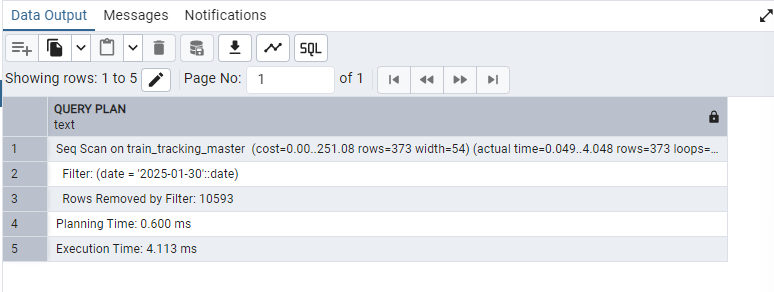 Data Output Messages Notifications
SQL
Showing rows: 1 to 5 Page No: 1 of 1
QUERY PLAN
text
1 Seq Scan on train_tracking_master (cost=0.00..251.08 rows=373 width=54) (actual time=0.049..4.048 rows=373 loops=...
2 Filter: (date = '2025-01-30'::date)
3 Rows Removed by Filter: 10593
4 Planning Time: 0.600 ms
5 Execution Time: 4.113 ms